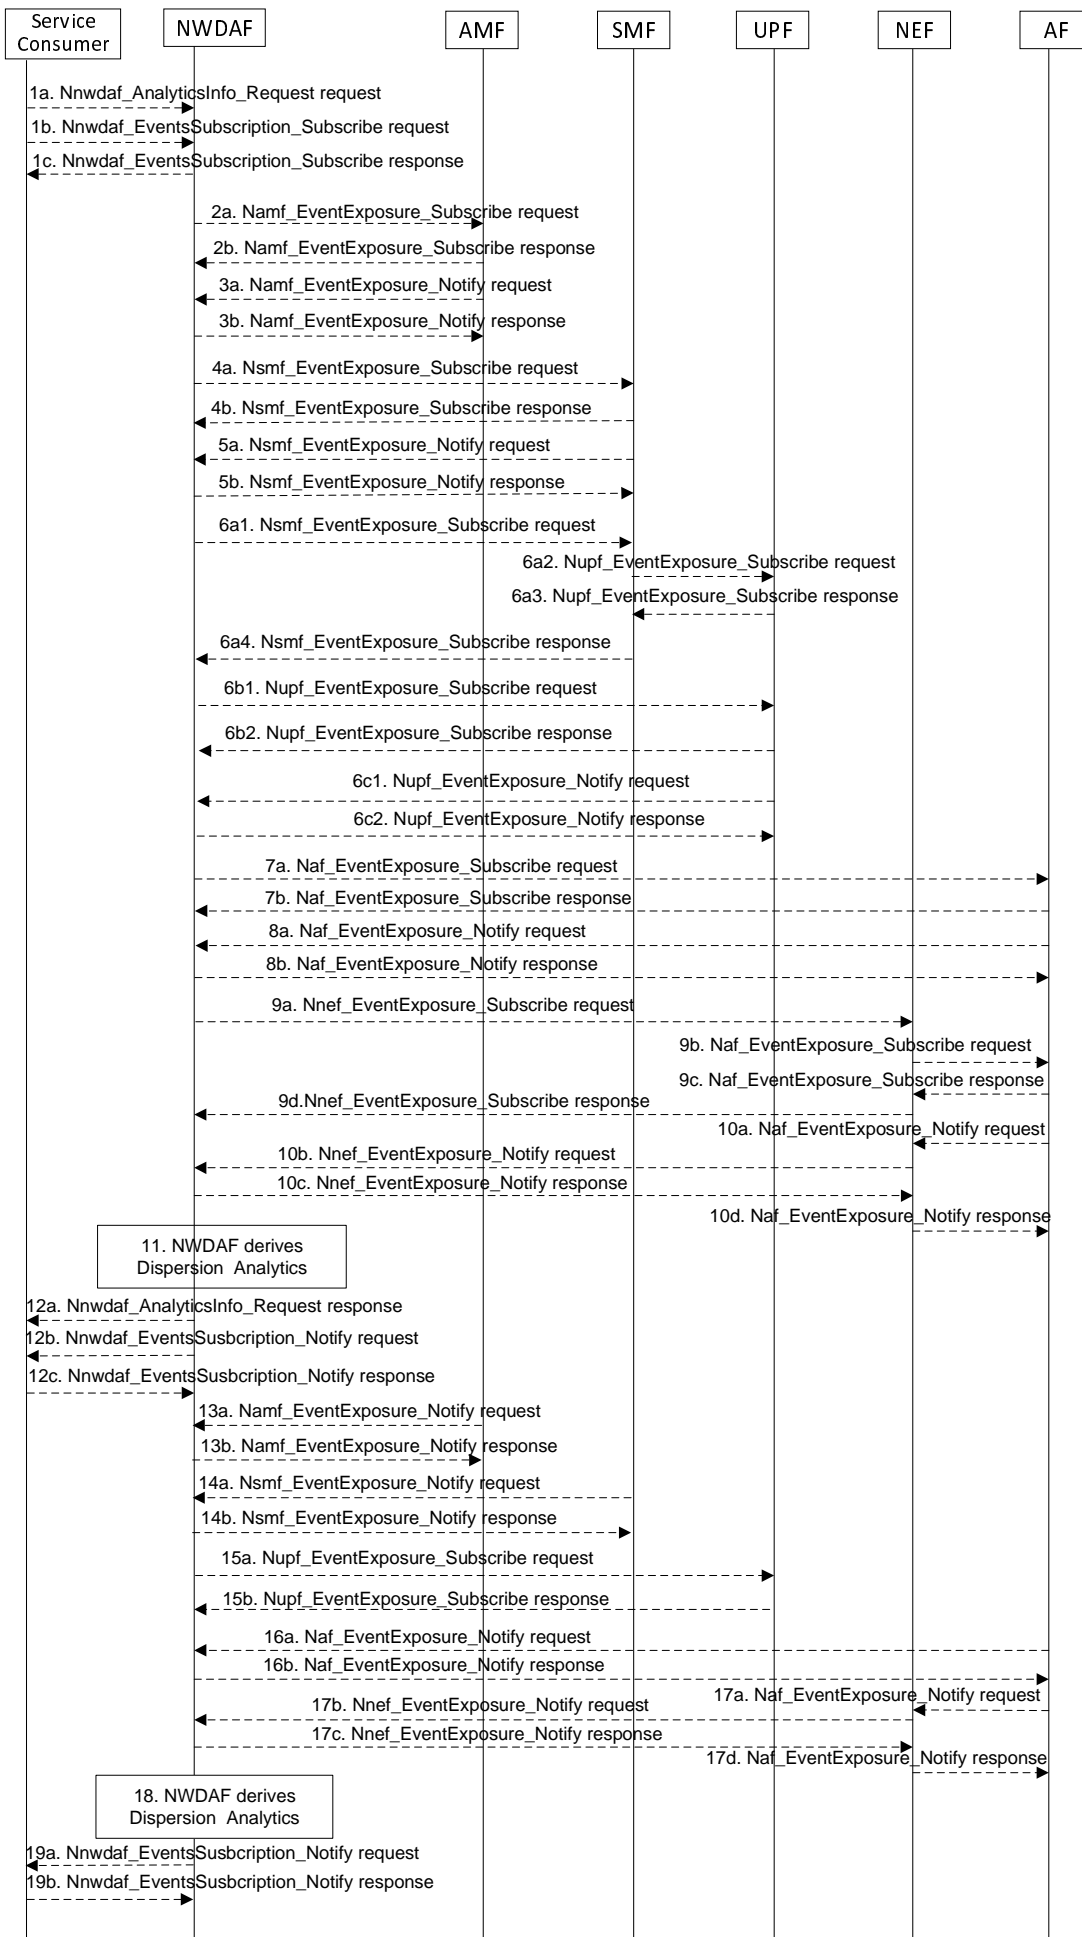 Service
Consumer
NWDAF
AMF
SMF
UPF
NEF
AF
1a. Nnwdaf_AnalyticsInfo_Request request
1b. Nnwdaf_EventsSubscription_Subscribe request
1c. Nnwdaf_EventsSubscription_Subscribe response
2a. Namf_EventExposure_Subscribe request
2b. Namf_EventExposure_Subscribe response
3a. Namf_EventExposure_Notify request
3b. Namf_EventExposure_Notify response
4a. Nsmf_EventExposure_Subscribe request
4b. Nsmf_EventExposure_Subscribe response
5a. Nsmf_EventExposure_Notify request
5b. Nsmf_EventExposure_Notify response
6a1. Nsmf_EventExposure_Subscribe request
6a2. Nupf_EventExposure_Subscribe request
6a3. Nupf_EventExposure_Subscribe response
6a4. Nsmf_EventExposure_Subscribe response
6b1. Nupf_EventExposure_Subscribe request
6b2. Nupf_EventExposure_Subscribe response
6c1. Nupf_EventExposure_Notify request
6c2. Nupf_EventExposure_Notify response
7a. Naf_EventExposure_Subscribe request
7b. Naf_EventExposure_Subscribe response
8a. Naf_EventExposure_Notify request
8b. Naf_EventExposure_Notify response
9a. Nnef_EventExposure_Subscribe request
9b. Naf_EventExposure_Subscribe request
9c. Naf_EventExposure_Subscribe response
9d.Nnef_EventExposure_Subscribe response
10a. Naf_EventExposure_Notify request
10b. Nnef_EventExposure_Notify request
10c. Nnef_EventExposure_Notify response
10d. Naf_EventExposure_Notify response
11. NWDAF derives
Dispersion Analytics
12a. Nnwdaf_AnalyticsInfo_Request response
12b. Nnwdaf_EventsSusbcription_Notify request
12c. Nnwdaf_EventsSusbcription_Notify response
13a. Namf_EventExposure_Notify request
13b. Namf_EventExposure_Notify response
14a. Nsmf_EventExposure_Notify request
14b. Nsmf_EventExposure_Notify response
15a. Nupf_EventExposure_Subscribe request
15b. Nupf_EventExposure_Subscribe response
16a. Naf_EventExposure_Notify request
16b. Naf_EventExposure_Notify response
17a. Naf_EventExposure_Notify request
17b. Nnef_EventExposure_Notify request
17c. Nnef_EventExposure_Notify response
17d. Naf_EventExposure_Notify response
18. NWDAF derives
Dispersion Analytics
19a. Nnwdaf_EventsSusbcription_Notify request
19b. Nnwdaf_EventsSusbcription_Notify response